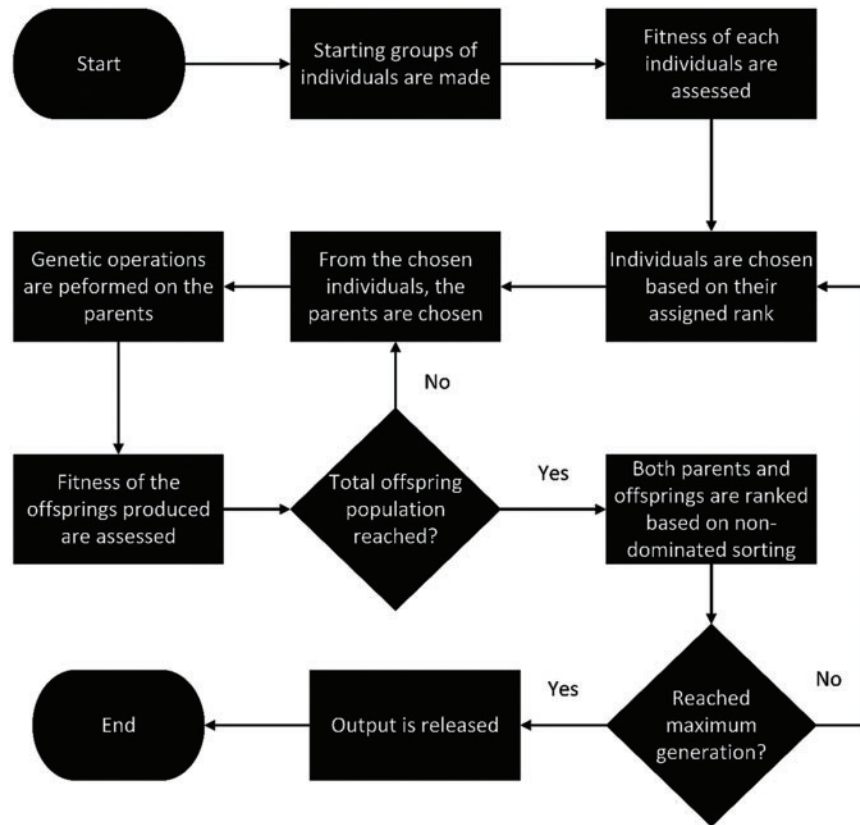 Start
Starting groups of
individuals are made
Fitness of each
individuals are
assessed
Individuals are chosen
based on their
assigned rank
From the chosen
individuals, the
parents are chosen
Genetic operations
are peformed on the
parents
Fitness of the
offsprings produced
are assessed
Total offspring
population
reached?
No
Yes
Both parents and
offsprings are ranked
based on non-
dominated sorting
Reached
maximum
generation?
No
Yes
Output is released
End